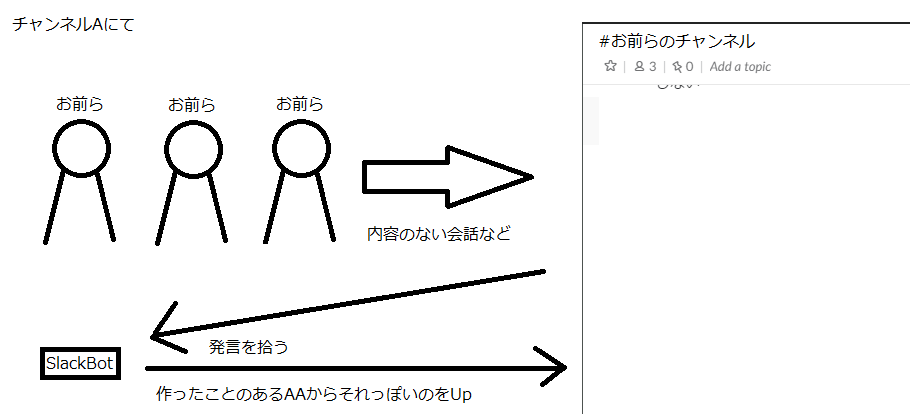 チャンネルAにて
お前ら
お前ら
お前ら
内容のない会話など
発言を拾う
SlackBot
作ったことのあるAAからそれっぽいのをUp
#お前らのチャンネル
3 | 0 | Add a topic